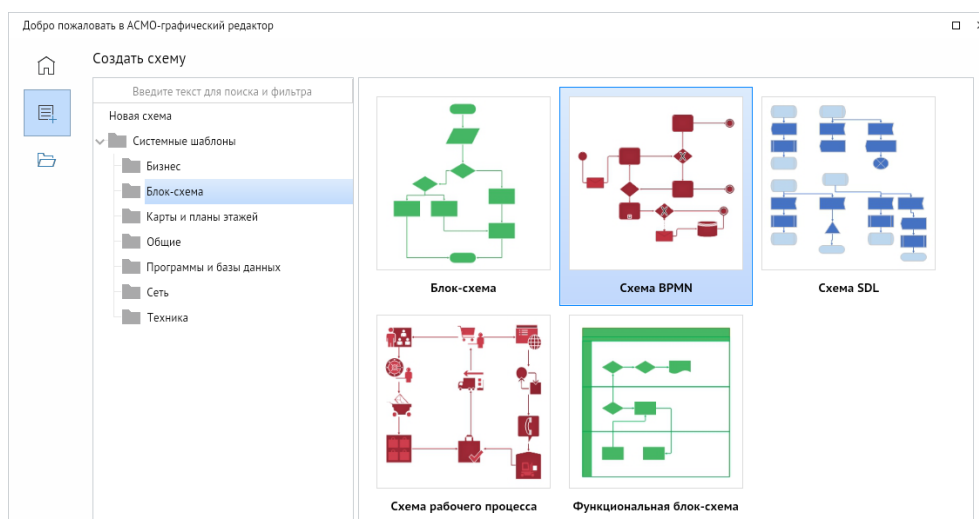 Добро пожаловать в АСМО-графический редактор
Создать схему
Введите текст для поиска и фильтра
Новая схема
Системные шаблоны
Бизнес
Блок-схема
Карты и планы этажей
Общие
Программы и базы данных
Сеть
Техника
Блок-схема
Схема BPMN
Схема SDL
Схема рабочего процесса
Функциональная блок-схема